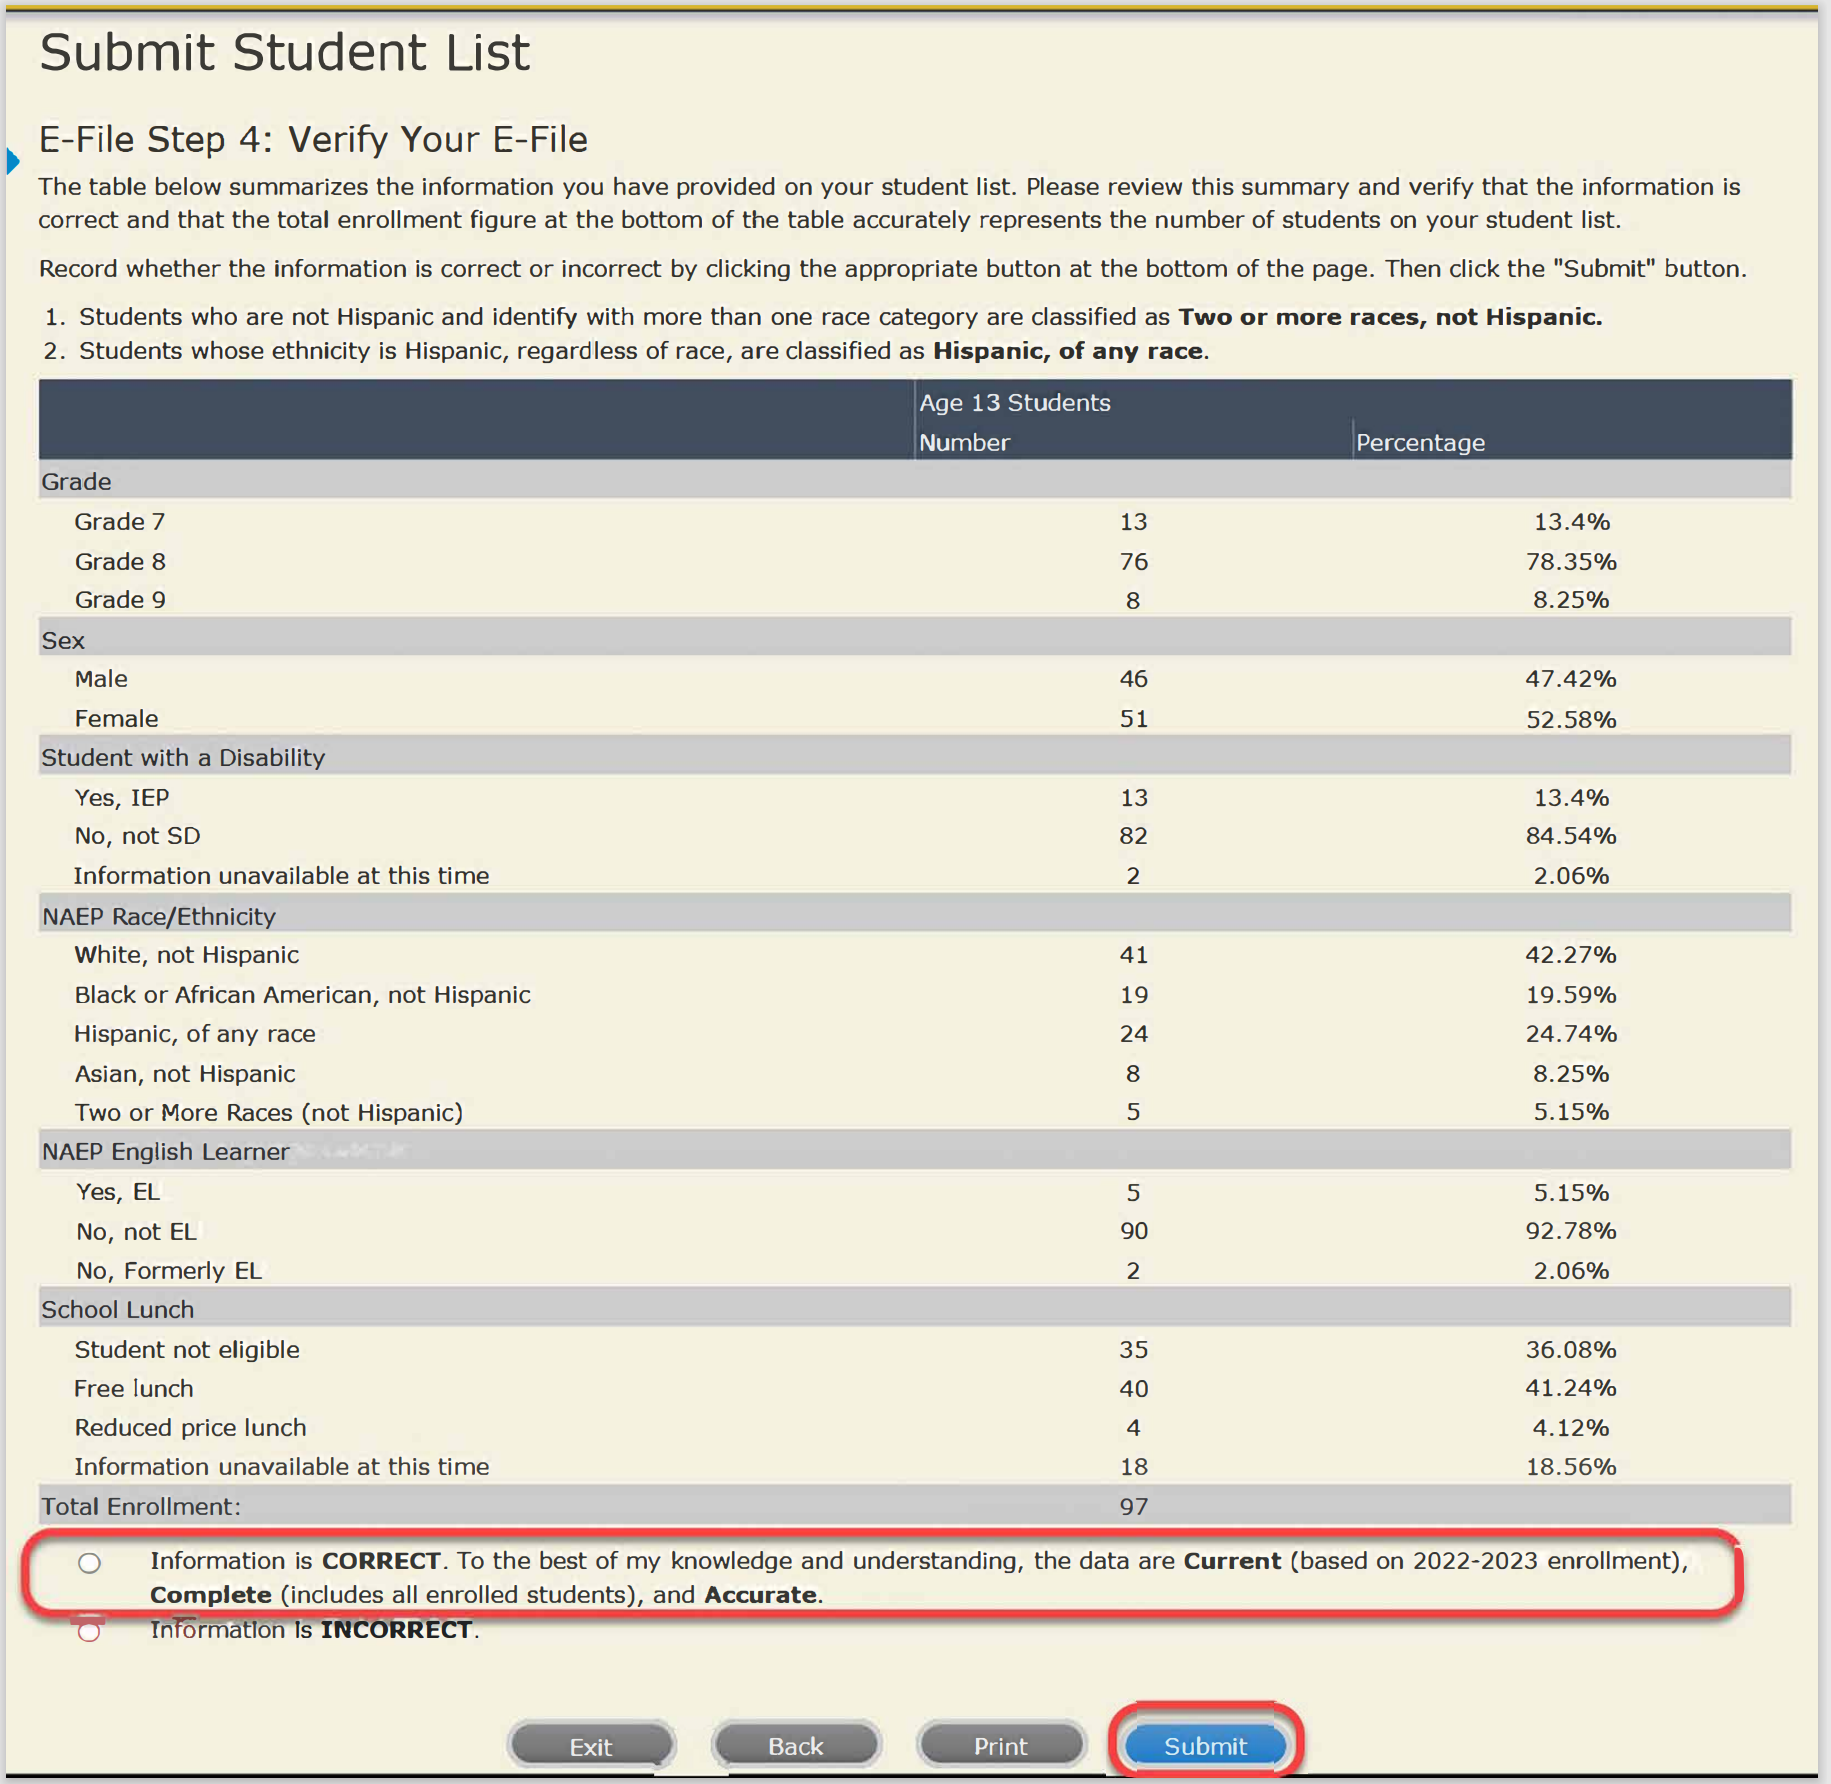 Submit Student List
E-File Step 4: Verify Your E-File
The table below summarizes the information you have provided on your student list. Please review this summary and verify that the information is
correct and that the total enrollment figure at the bottom of the table accurately represents the number of students on your student list.
Record whether the information is correct or incorrect by clicking the appropriate button at the bottom of the page. Then click the "Submit" button.
1. Students who are not Hispanic and identify with more than one race category are classified as Two or more races, not Hispanic.
2. Students whose ethnicity is Hispanic, regardless of race, are classified as Hispanic, of any race.
Age 13 Students
Number Percentage
Grade
Grade 7 13 13.4%
Grade 8 76 78.35%
Grade 9 8 8.25%
Sex
Male 46 47.42%
Female 51 52.58%
Student with a Disability
Yes, IEP 13 13.4%
No, not SD 82 84.54%
Information unavailable at this time 2 2.06%
NAEP Race/Ethnicity
White, not Hispanic 41 42.27%
Black or African American, not Hispanic 19 19.59%
Hispanic, of any race 24 24.74%
Asian, not Hispanic 8 8.25%
Two or More Races (not Hispanic) 5 5.15%
NAEP English Learner
Yes, EL 5 5.15%
No, not EL 90 92.78%
No, Formerly EL 2 2.06%
School Lunch
Student not eligible 35 36.08%
Free lunch 40 41.24%
Reduced price lunch 4 4.12%
Information unavailable at this time 18 18.56%
Total Enrollment: 97
Information is CORRECT. To the best of my knowledge and understanding, the data are Current (based on 2022-2023 enrollment),
Complete (includes all enrolled students), and Accurate.
Information is INCORRECT.
Exit Back Print Submit